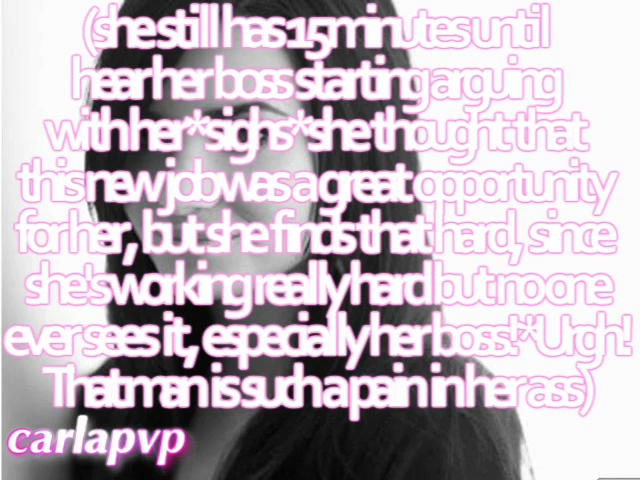 (she still has 15 minutes until
hear her boss starting arguing
with her *sighs* she thought that
this new job was a great opportunity
for her, but she finds that hard, since
she's working really hard but no one
ever sees it, especially her boss! *Urgh!
That man is such a pain in her ass)
carlapvp